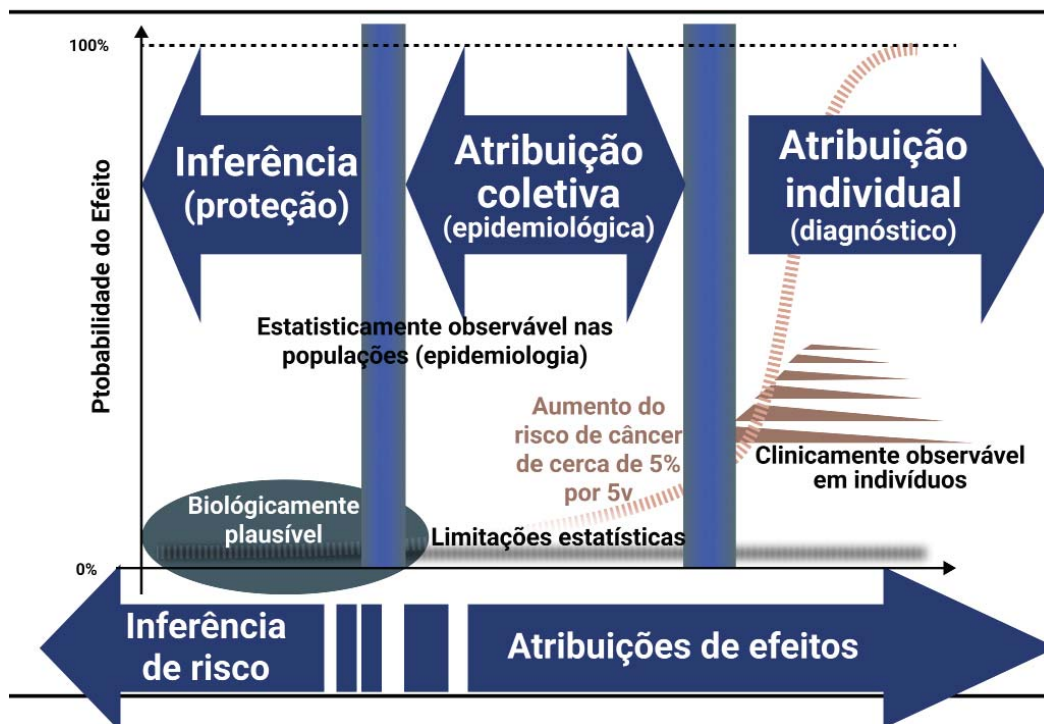 100%
Inferência
(proteção)
Atribuição
coletiva
(epidemiológica)
Atribuição
individual
(diagnóstico)
Ptobabilidade do Efeito
Estatisticamente observável nas
populações (epidemiologia)
Aumento do
risco de câncer
de cerca de 5%
por 5v
Clinicamente observável
em indivíduos
Biológicamente
plausível
Limitações estatísticas
0%
Inferência
de risco
Atribuições de efeitos